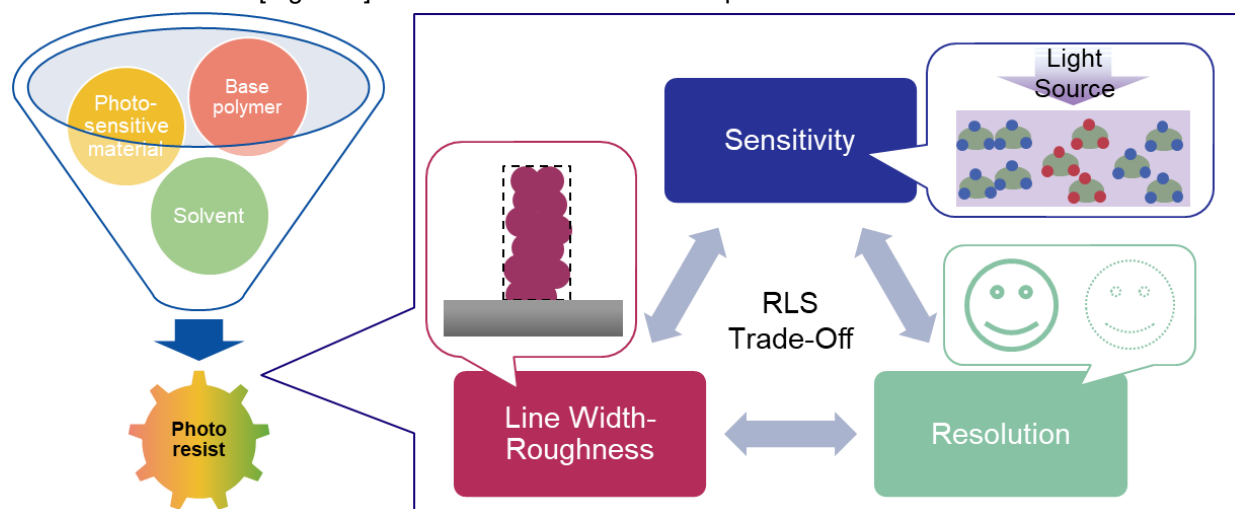 Base
polymer
Photo-
sensitive
material
Solvent
Photo
resist
Light
Source
Sensitivity
RLS
Trade-Off
Line Width-
Roughness
Resolution